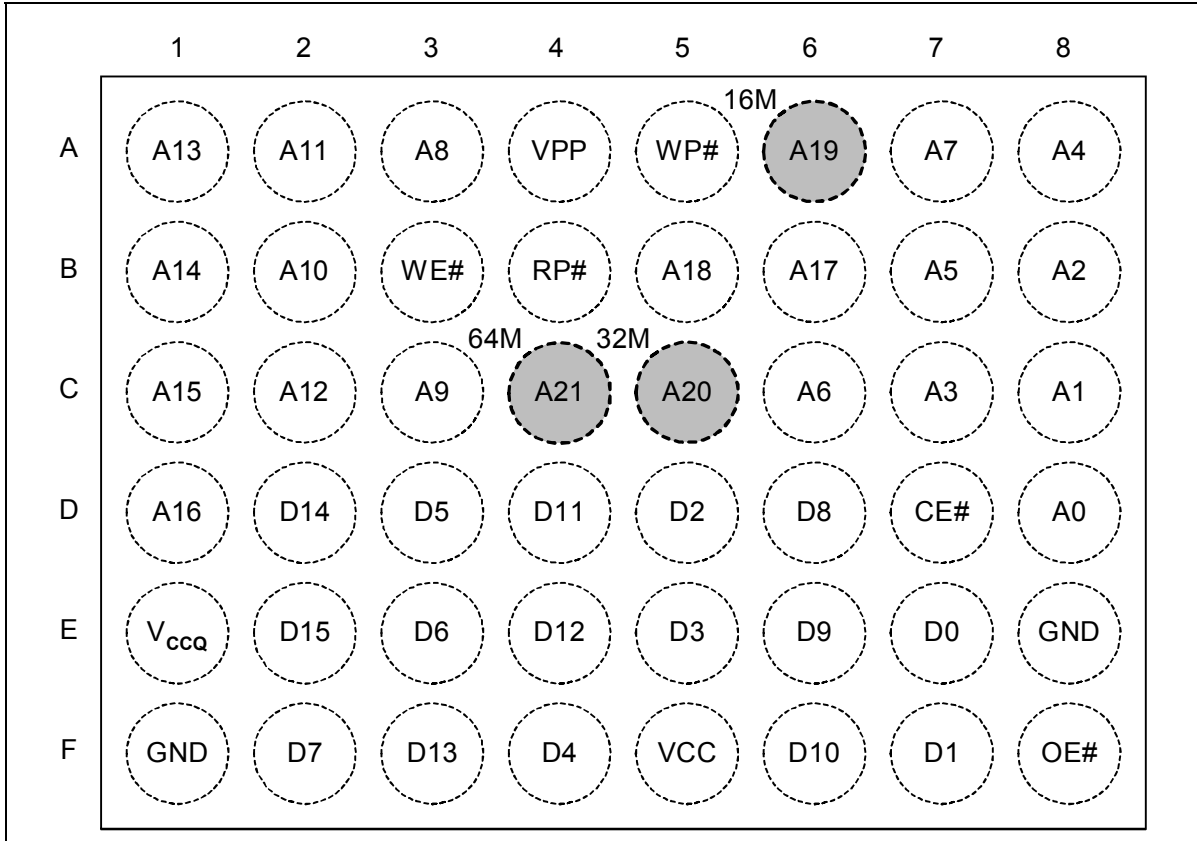 1 2 3 4 5 6 7 8
16M
A A13 A11 A8 VPP WP# A19 A7 A4
B A14 A10 WE# RP# A18 A17 A5 A2
64M 32M
C A15 A12 A9 A21 A20 A6 A3 A1
D A16 D14 D5 D11 D2 D8 CE# A0
E VCCQ D15 D6 D12 D3 D9 D0 GND
F GND D7 D13 D4 VCC D10 D1 OE#